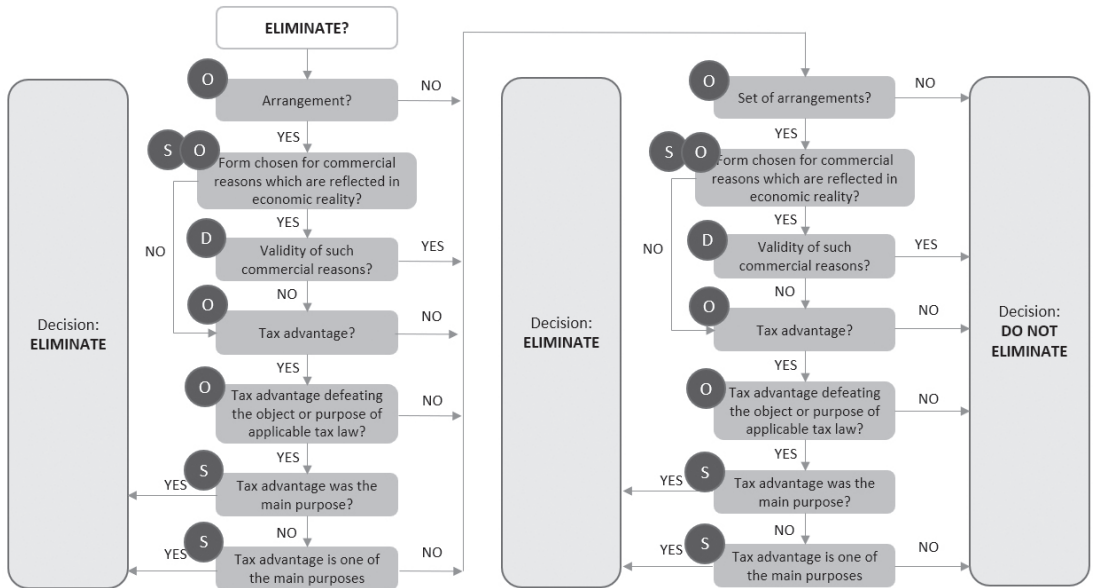 ELIMINATE?
O
Arrangement?
NO
YES
S
O
Form chosen for commercial
reasons which are reflected in
economic reality?
YES
NO
D
Validity of such
commercial reasons?
YES
NO
O
Tax advantage?
NO
YES
O
Tax advantage defeating
the object or purpose of
applicable tax law?
NO
YES
S
Tax advantage was the
main purpose?
YES
NO
S
Tax advantage is one of
the main purposes
YES
NO
Decision:
ELIMINATE
O
Set of arrangements?
NO
YES
S
O
Form chosen for commercial
reasons which are reflected in
economic reality?
YES
NO
D
Validity of such
commercial reasons?
YES
NO
O
Tax advantage?
NO
YES
O
Tax advantage defeating
the object or purpose of
applicable tax law?
NO
YES
S
Tax advantage was the
main purpose?
YES
NO
S
Tax advantage is one of
the main purposes
YES
NO
Decision:
ELIMINATE
Decision:
DO NOT
ELIMINATE